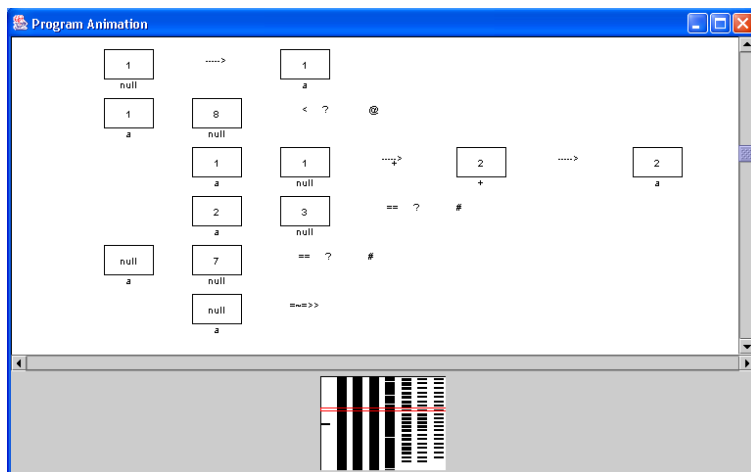 Program Animation
1 -----> 1
null a
1 8 < ? @
a null
1 1 -----> + 2 -----> 2
a null + a
2 3 == ? #
a null
null 7 == ? #
a null
null =~=>>
a